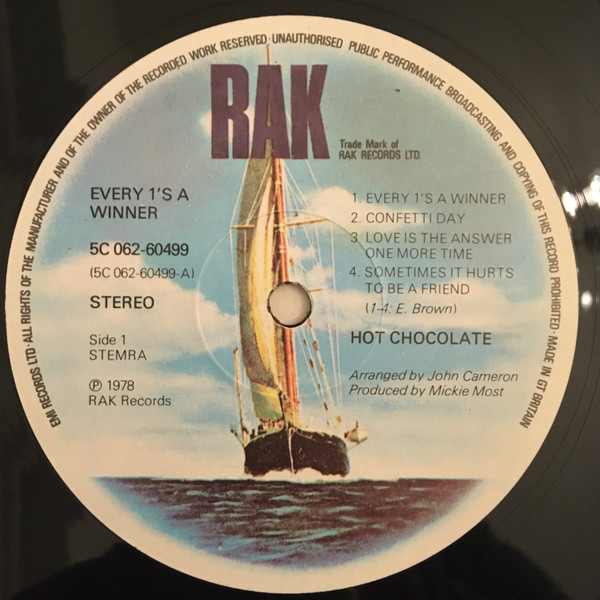 EMI RECORDS LTD·ALL RIGHTS OF THE MANUFACTURER AND OF THE OWNER OF THE RECORDED WORK RESERVED·UNAUTHORISED PUBLIC PERFORMANCE BROADCASTING AND COPYING OF THIS RECORD PROHIBITED·MADE IN GT BRITAIN
RAK
Trade Mark of
RAK RECORDS LTD.
EVERY 1'S A
WINNER
5C 062-60499
(5C 062-60499-A)
STEREO
Side 1
STEMRA
℗ 1978
RAK Records
1. EVERY 1'S A WINNER
2. CONFETTI DAY
3. LOVE IS THE ANSWER
ONE MORE TIME
4. SOMETIMES IT HURTS
TO BE A FRIEND
(1-4: E. Brown)
HOT CHOCOLATE
Arranged by John Cameron
Produced by Mickie Most